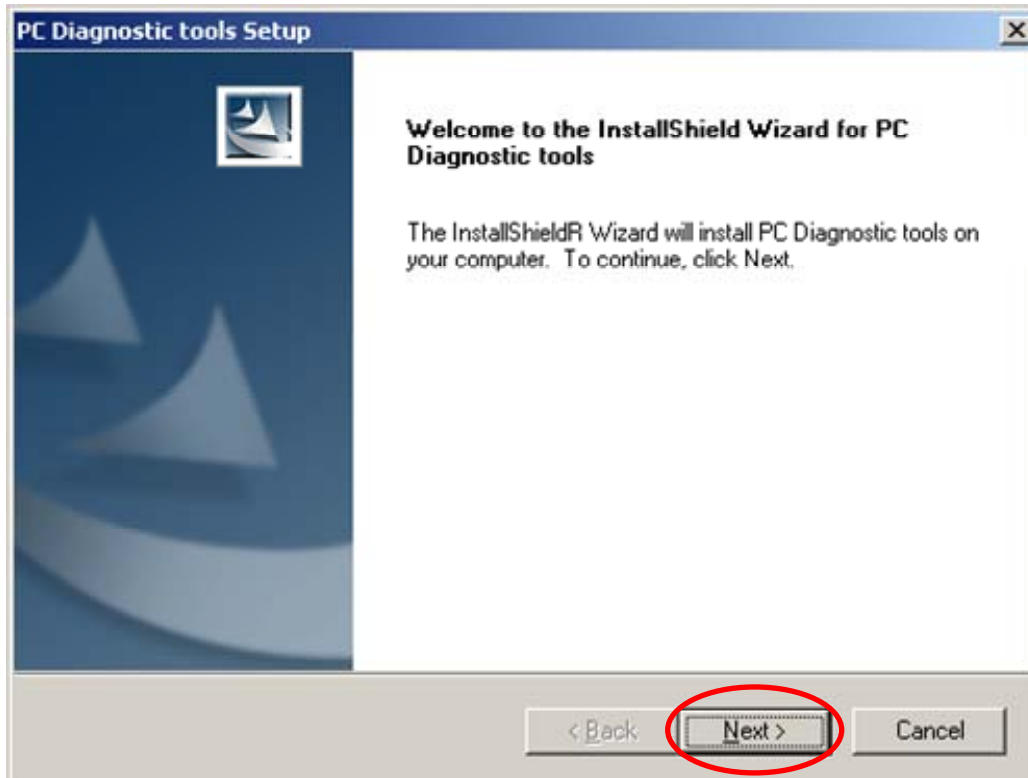 PC Diagnostic tools Setup
Welcome to the InstallShield Wizard for PC
Diagnostic tools
The InstallShieldR Wizard will install PC Diagnostic tools on
your computer. To continue, click Next.
< Back Next > Cancel